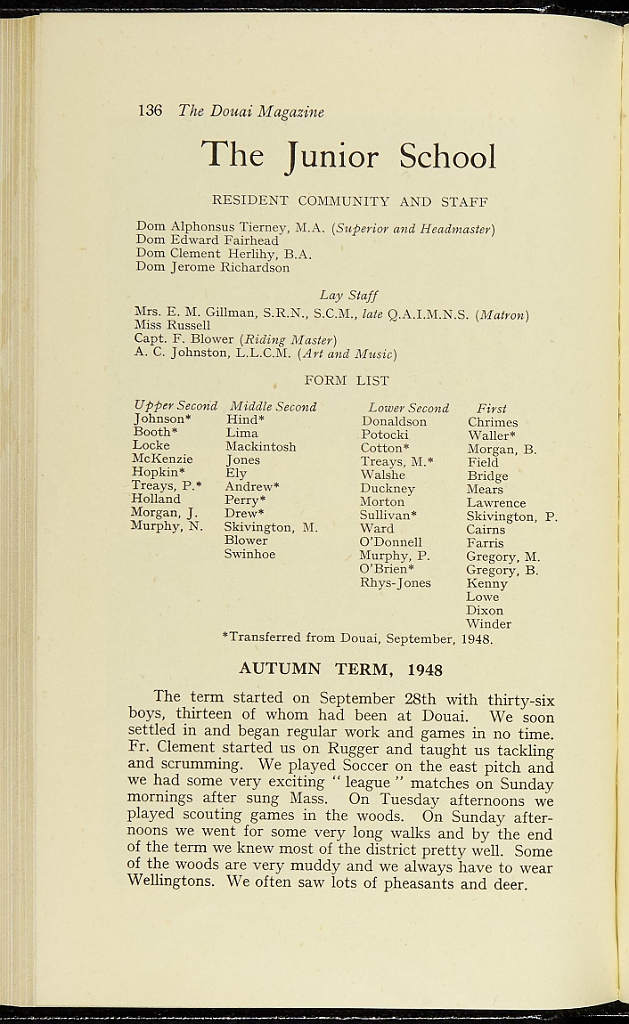 136 The Douai Magazine
The Junior School
RESIDENT COMMUNITY AND STAFF
Dom Alphonsus Tierney, M.A. (Superior and Headmaster)
Dom Edward Fairhead
Dom Clement Herlihy, B.A.
Dom Jerome Richardson
Lay Staff
Mrs. E. M. Gillman, S.R.N., S.C.M., late Q.A.I.M.N.S. (Matron)
Miss Russell
Capt. F. Blower (Riding Master)
A. C. Johnston, L.L.C.M. (Art and Music)
FORM LIST
Upper Second
Johnson*
Booth*
Locke
McKenzie
Hopkin*
Treays, P.*
Holland
Morgan, J.
Murphy, N.
Middle Second
Hind*
Lima
Mackintosh
Jones
Ely
Andrew*
Perry*
Drew*
Skivington, M.
Blower
Swinhoe
Lower Second
Donaldson
Potocki
Cotton*
Treays, M.*
Walshe
Duckney
Morton
Sullivan*
Ward
O'Donnell
Murphy, P.
O'Brien*
Rhys-Jones
First
Chrimes
Waller*
Morgan, B.
Field
Bridge
Mears
Lawrence
Skivington, P.
Cairns
Farris
Gregory, M.
Gregory, B.
Kenny
Lowe
Dixon
Winder
*Transferred from Douai, September, 1948.
AUTUMN TERM, 1948
The term started on September 28th with thirty-six
boys, thirteen of whom had been at Douai. We soon
settled in and began regular work and games in no time.
Fr. Clement started us on Rugger and taught us tackling
and scrumming. We played Soccer on the east pitch and
we had some very exciting " league " matches on Sunday
mornings after sung Mass. On Tuesday afternoons we
played scouting games in the woods. On Sunday after-
noons we went for some very long walks and by the end
of the term we knew most of the district pretty well. Some
of the woods are very muddy and we always have to wear
Wellingtons. We often saw lots of pheasants and deer.